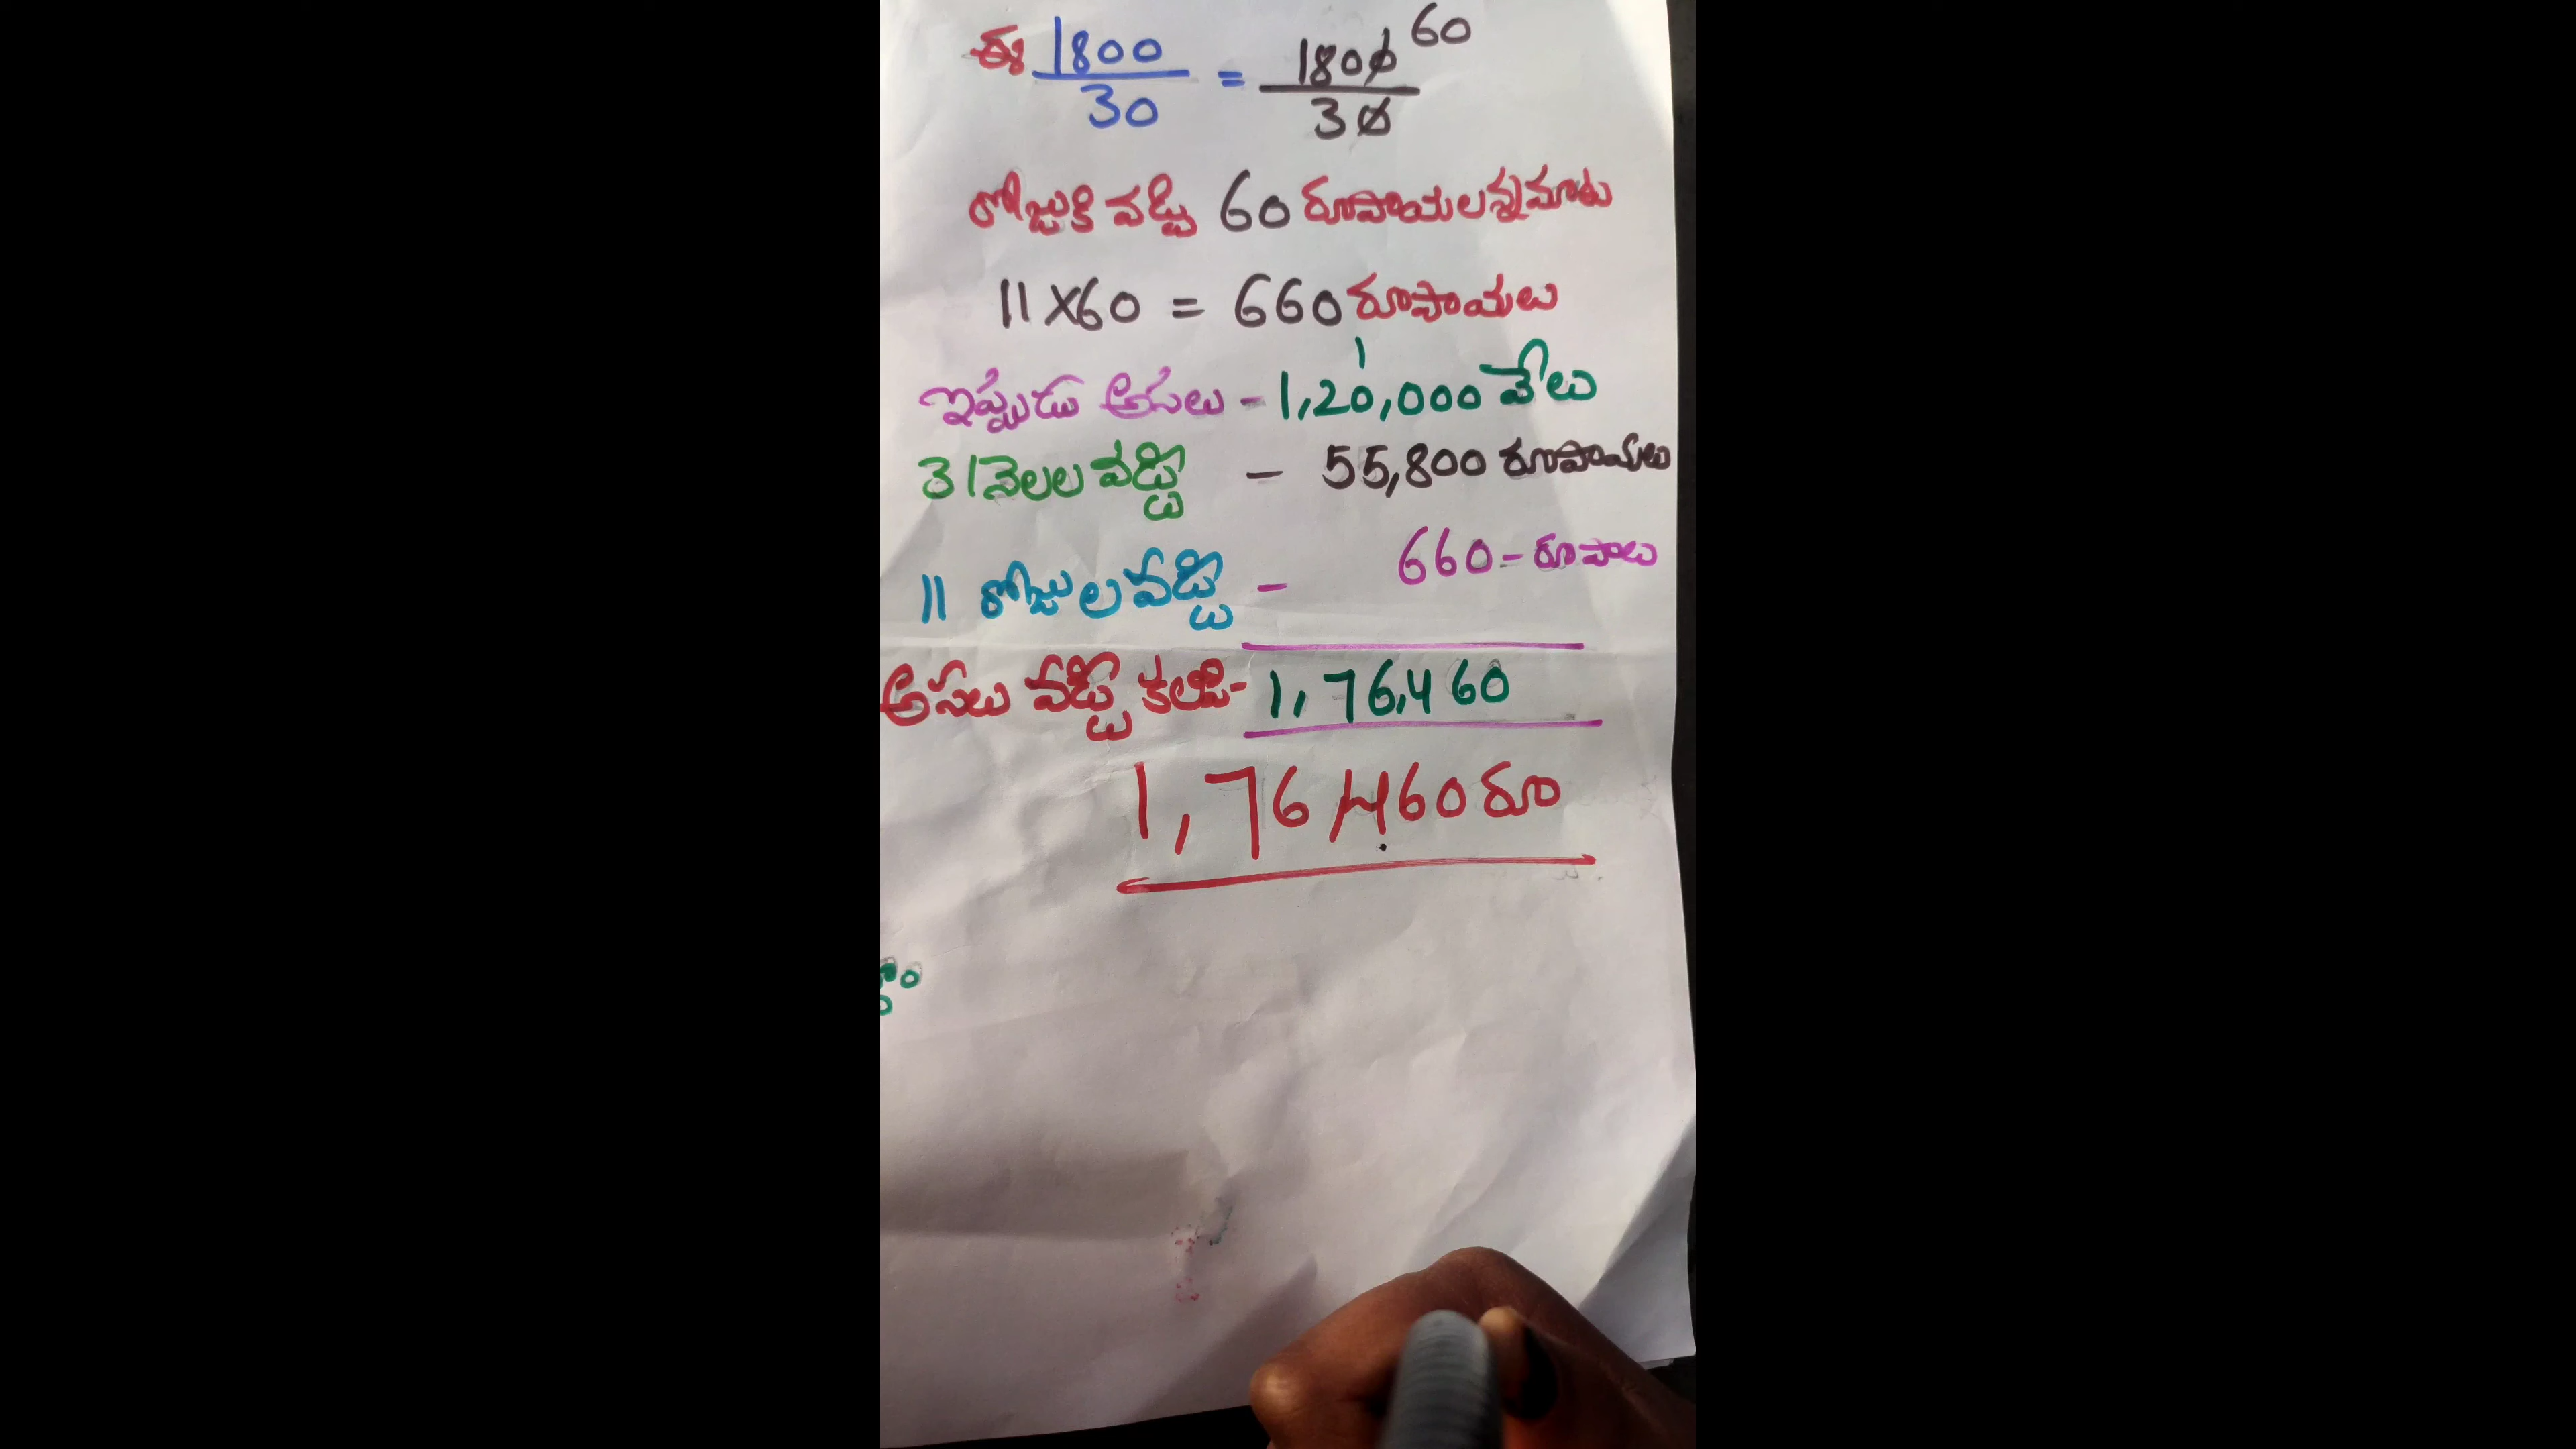 ఈ 1800/30 = 1800/30 60
రోజుకి వడ్డి 60 రూపాయలన్నమాట
11 X 60 = 660 రూపాయలు
1
ఇప్పుడు అసలు - 1,20,000 వేలు
31 నెలల వడ్డి - 55,800 రూపాయలు
11 రోజుల వడ్డి - 660 - రూపాలు
అసలు వడ్డి కలిపి - 1,76,460
1,76,460 రూ